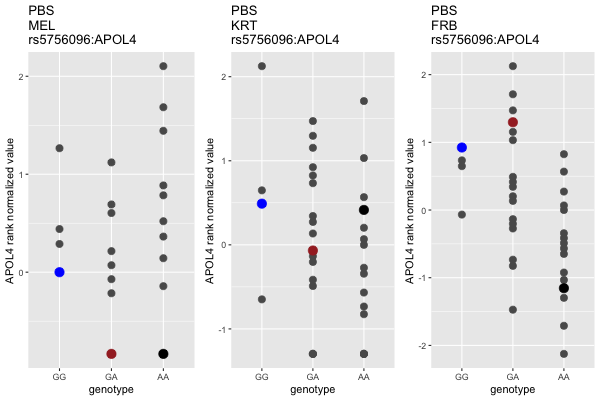 PBS
MEL
rs5756096:APOL4
APOL4 rank normalized value
2
1
0
GG
GA
AA
genotype
PBS
KRT
rs5756096:APOL4
APOL4 rank normalized value
2
1
0
-1
GG
GA
AA
genotype
PBS
FRB
rs5756096:APOL4
APOL4 rank normalized value
2
1
0
-1
-2
GG
GA
AA
genotype